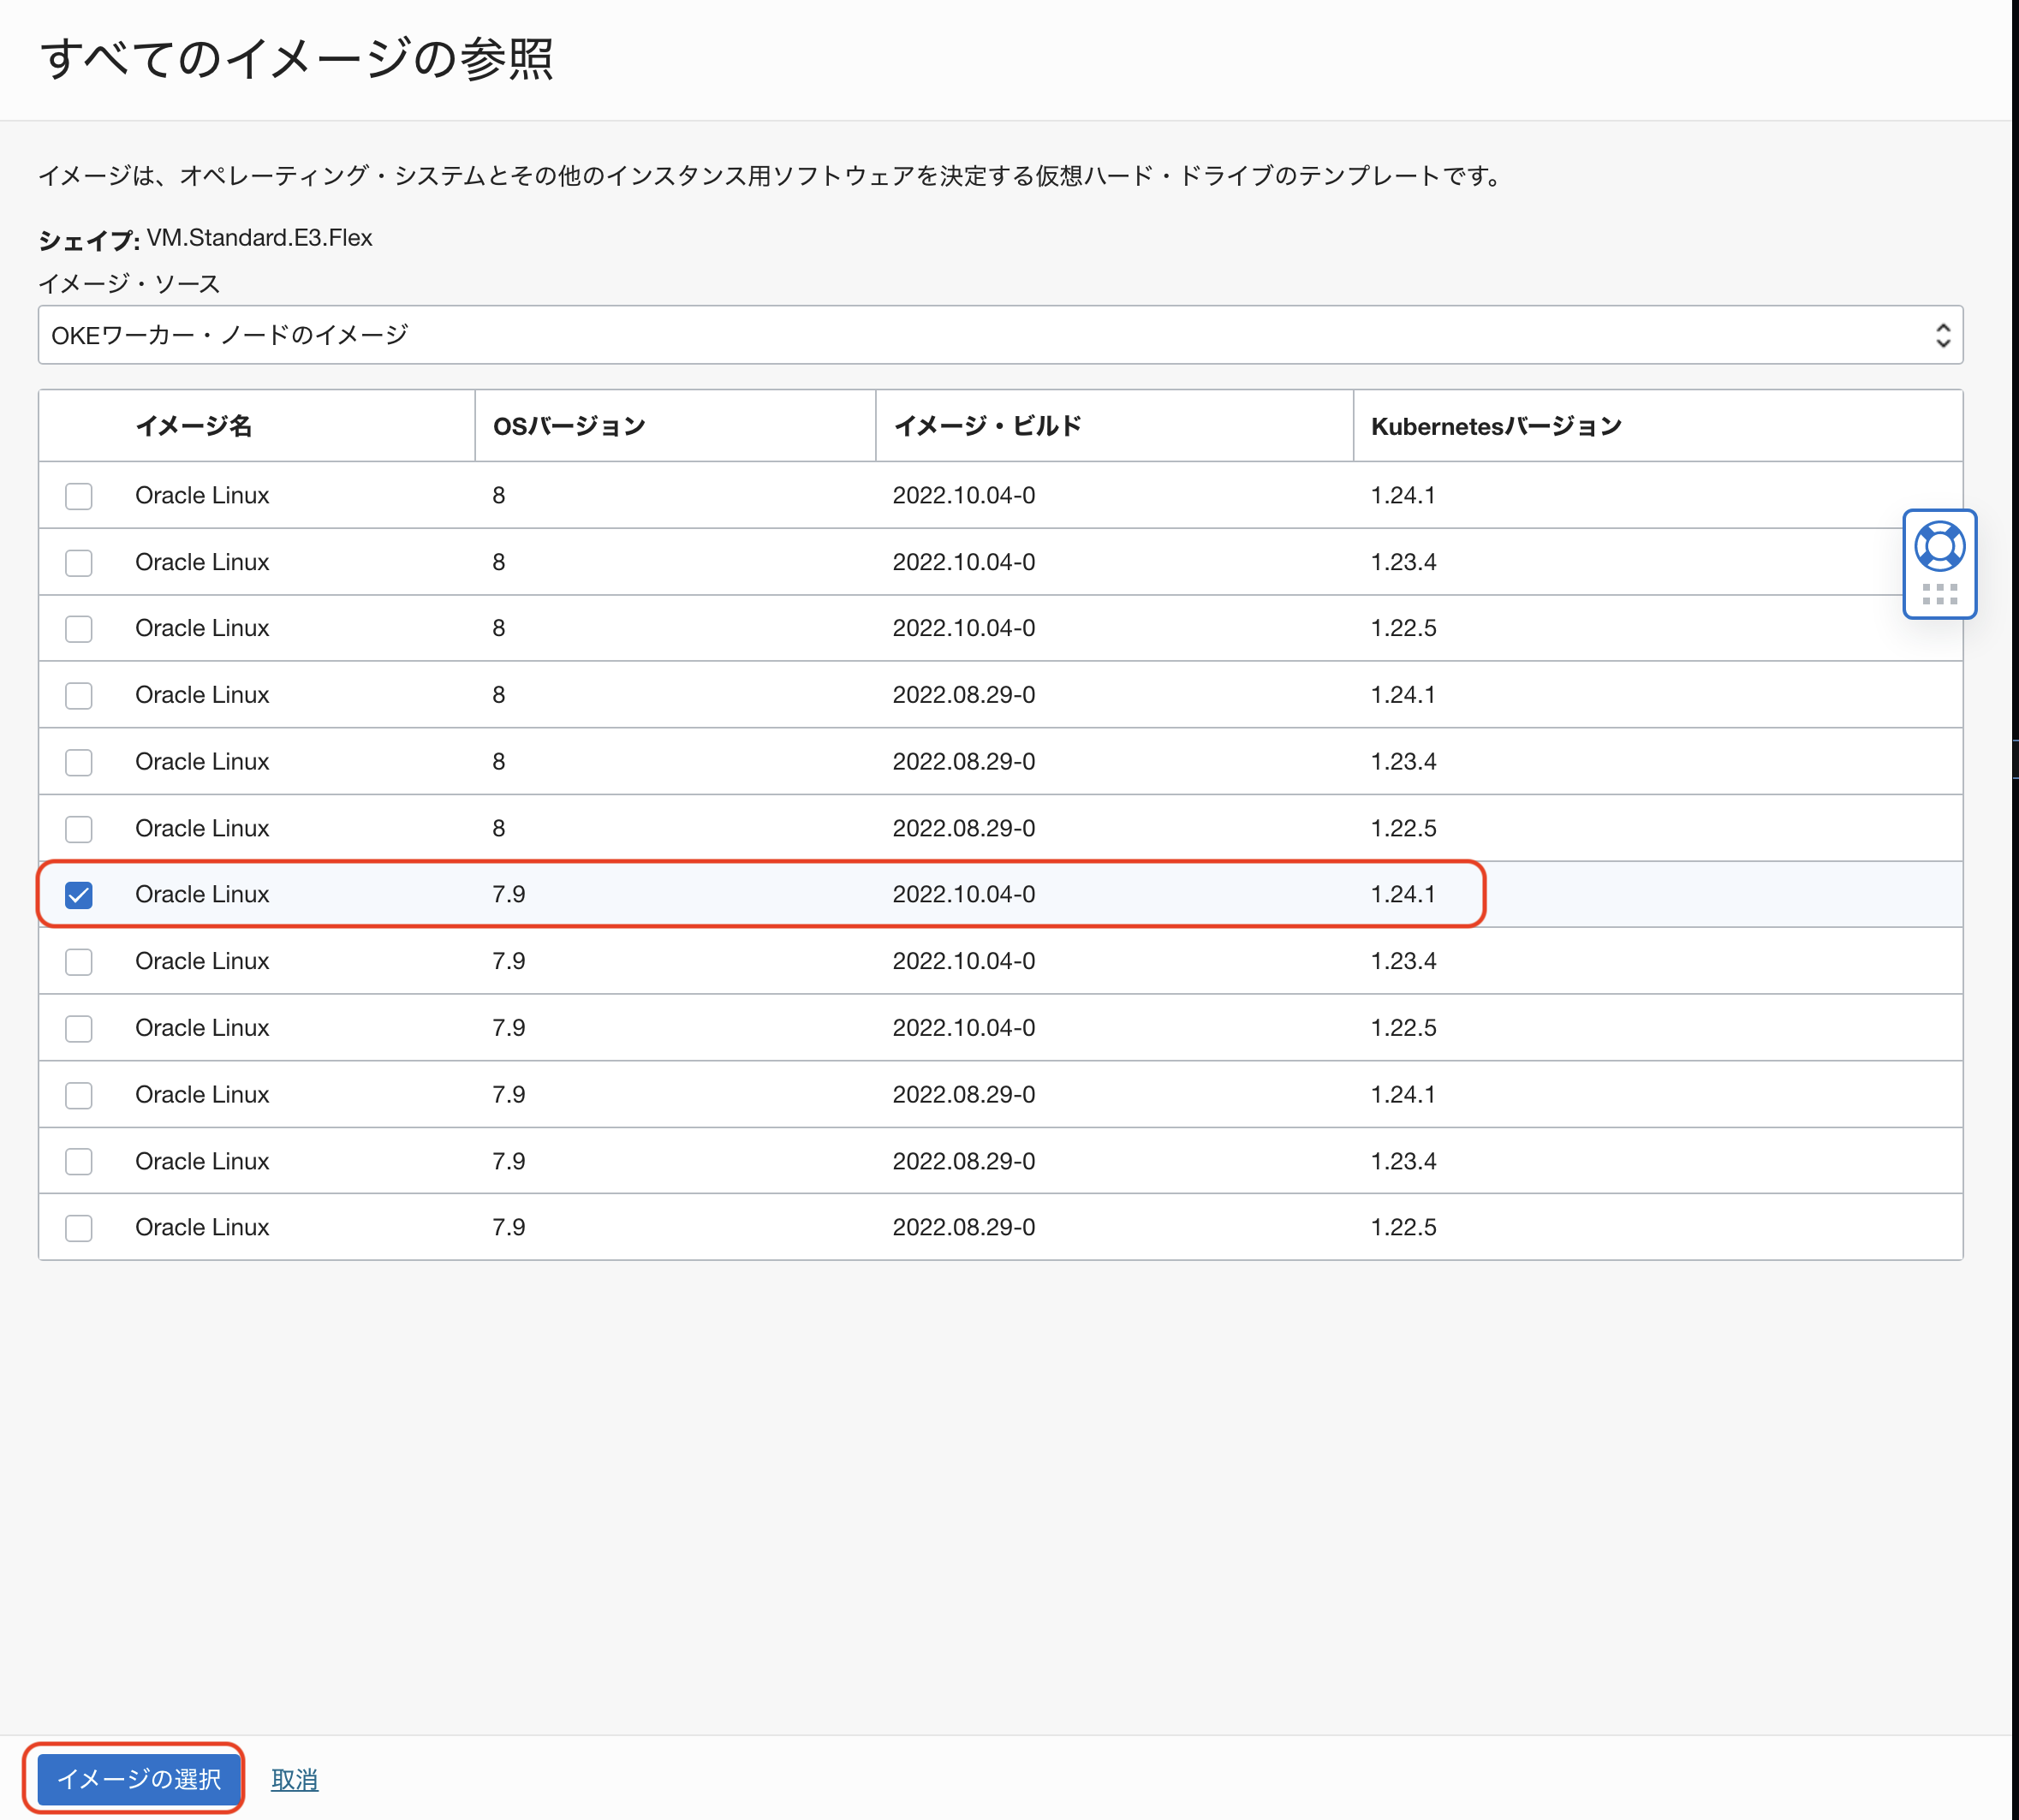 すべてのイメージの参照
イメージは、オペレーティング・システムとその他のインスタンス用ソフトウェアを決定する仮想ハード・ドライブのテンプレートです。
シェイプ: VM.Standard.E3.Flex
イメージ・ソース
OKEワーカー・ノードのイメージ
イメージ名 OSバージョン イメージ・ビルド Kubernetesバージョン
Oracle Linux 8 2022.10.04-0 1.24.1
Oracle Linux 8 2022.10.04-0 1.23.4
Oracle Linux 8 2022.10.04-0 1.22.5
Oracle Linux 8 2022.08.29-0 1.24.1
Oracle Linux 8 2022.08.29-0 1.23.4
Oracle Linux 8 2022.08.29-0 1.22.5
Oracle Linux 7.9 2022.10.04-0 1.24.1
Oracle Linux 7.9 2022.10.04-0 1.23.4
Oracle Linux 7.9 2022.10.04-0 1.22.5
Oracle Linux 7.9 2022.08.29-0 1.24.1
Oracle Linux 7.9 2022.08.29-0 1.23.4
Oracle Linux 7.9 2022.08.29-0 1.22.5
イメージの選択 取消